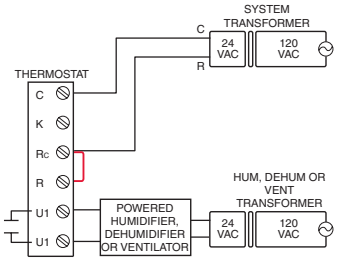 SYSTEM
TRANSFORMER
C
24
VAC
120
VAC
R
THERMOSTAT
C
K
Rc
R
U1
U1
POWERED
HUMIDIFIER,
DEHUMIDIFIER
OR VENTILATOR
HUM, DEHUM OR
VENT
TRANSFORMER
24
VAC
120
VAC